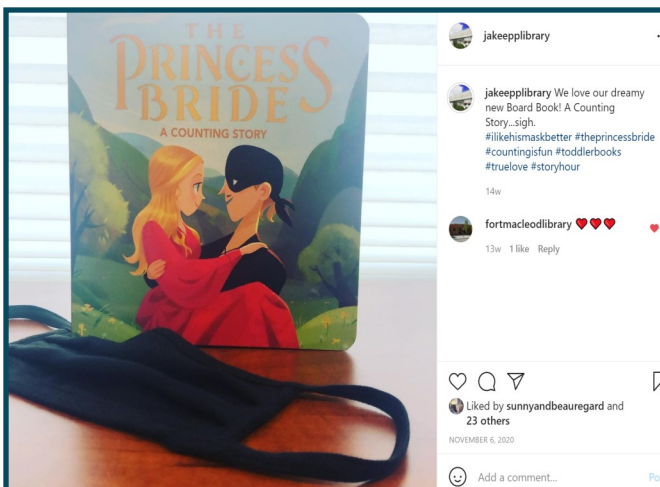 THE
PRINCESS
BRIDE
A COUNTING STORY
jakeepplibrary
jakeepplibrary We love our dreamy
new Board Book! A Counting
Story...sigh.
#ilikehismaskbetter #theprincessbride
#countingisfun #toddlerbooks
#truelove #storyhour
14w
fortmacleodlibrary ❤❤❤
13w 1 like Reply
Liked by sunnyandbeauregard and
23 others
NOVEMBER 6, 2020
Add a comment...
Po